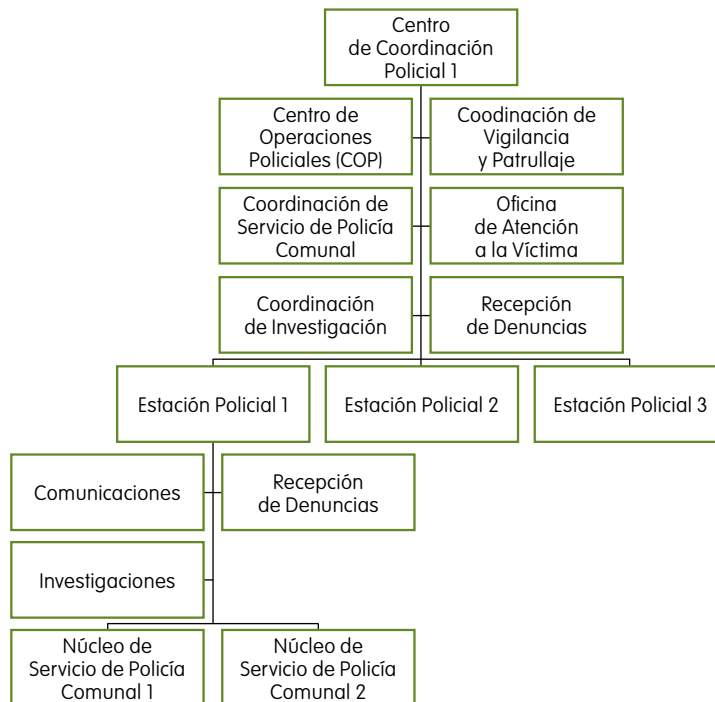 Centro
de Coordinación
Policial 1
Centro de
Operaciones
Policiales (COP)
Coodinación de
Vigilancia
y Patrullaje
Coordinación de
Servicio de Policía
Comunal
Oficina
de Atención
a la Víctima
Coordinación
de Investigación
Recepción
de Denuncias
Estación Policial 1
Estación Policial 2
Estación Policial 3
Comunicaciones
Recepción
de Denuncias
Investigaciones
Núcleo de
Servicio de Policía
Comunal 1
Núcleo de
Servicio de Policía
Comunal 2